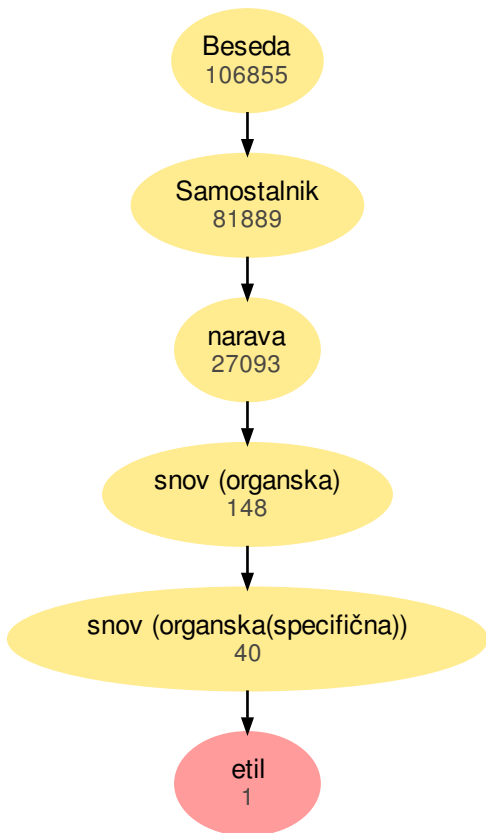 Beseda
106855
Samostalnik
81889
narava
27093
snov (organska)
148
snov (organska(specifična))
40
etil
1